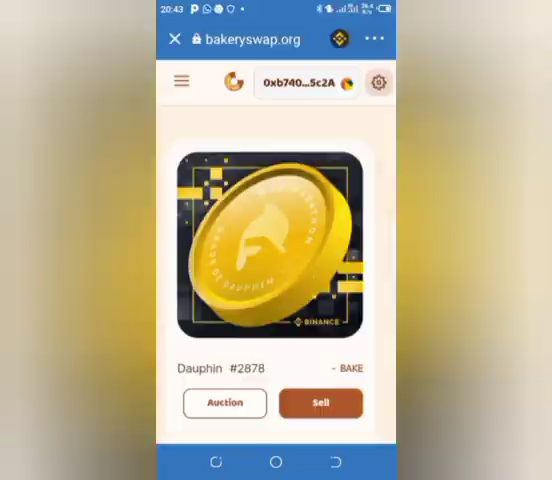 20:43
bakeryswap.org
0xb740...5c2A
DAUPHIN
BINANCE
Dauphin #2878
- BAKE
Auction
Sell